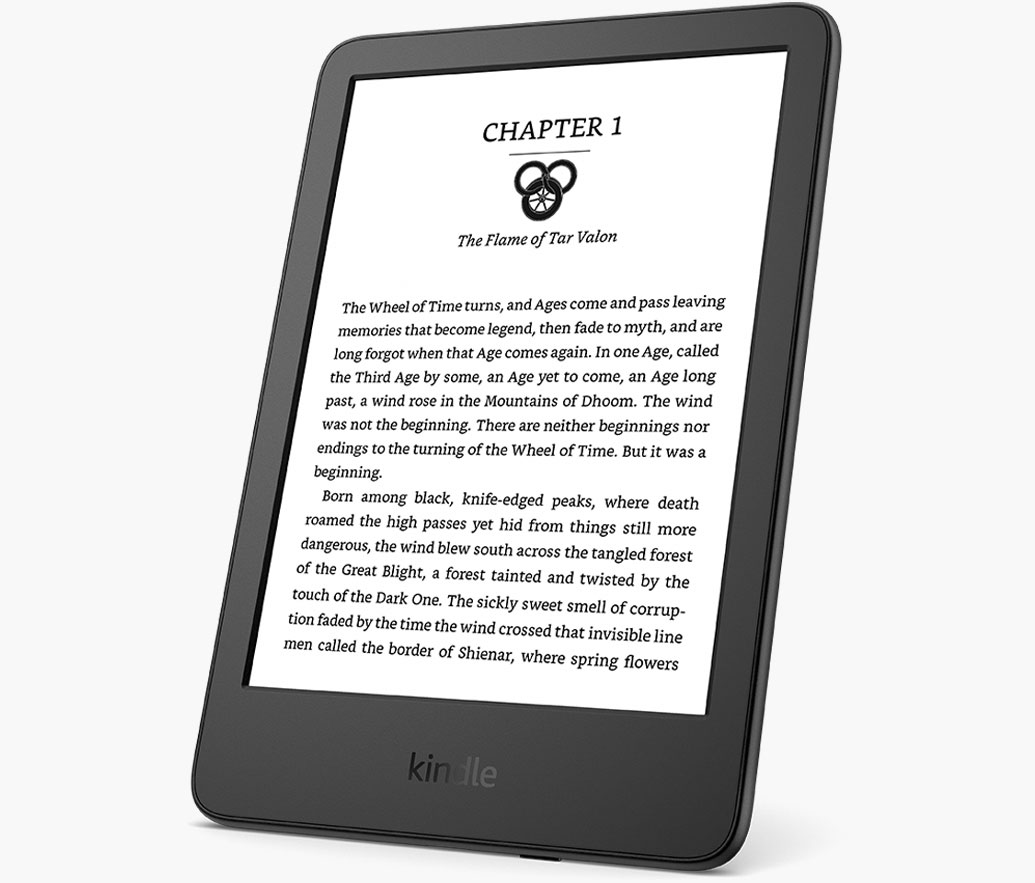 CHAPTER 1
The Flame of Tar Valon
The Wheel of Time turns, and Ages come and pass leaving
memories that become legend, then fade to myth, and are
long forgot when that Age comes again. In one Age, called
the Third Age by some, an Age yet to come, an Age long
past, a wind rose in the Mountains of Dhoom. The wind
was not the beginning. There are neither beginnings nor
endings to the turning of the Wheel of Time. But it was a
beginning.
Born among black, knife-edged peaks, where death
roamed the high passes yet hid from things still more
dangerous, the wind blew south across the tangled forest
of the Great Blight, a forest tainted and twisted by the
touch of the Dark One. The sickly sweet smell of corrup-
tion faded by the time the wind crossed that invisible line
men called the border of Shienar, where spring flowers
kindle